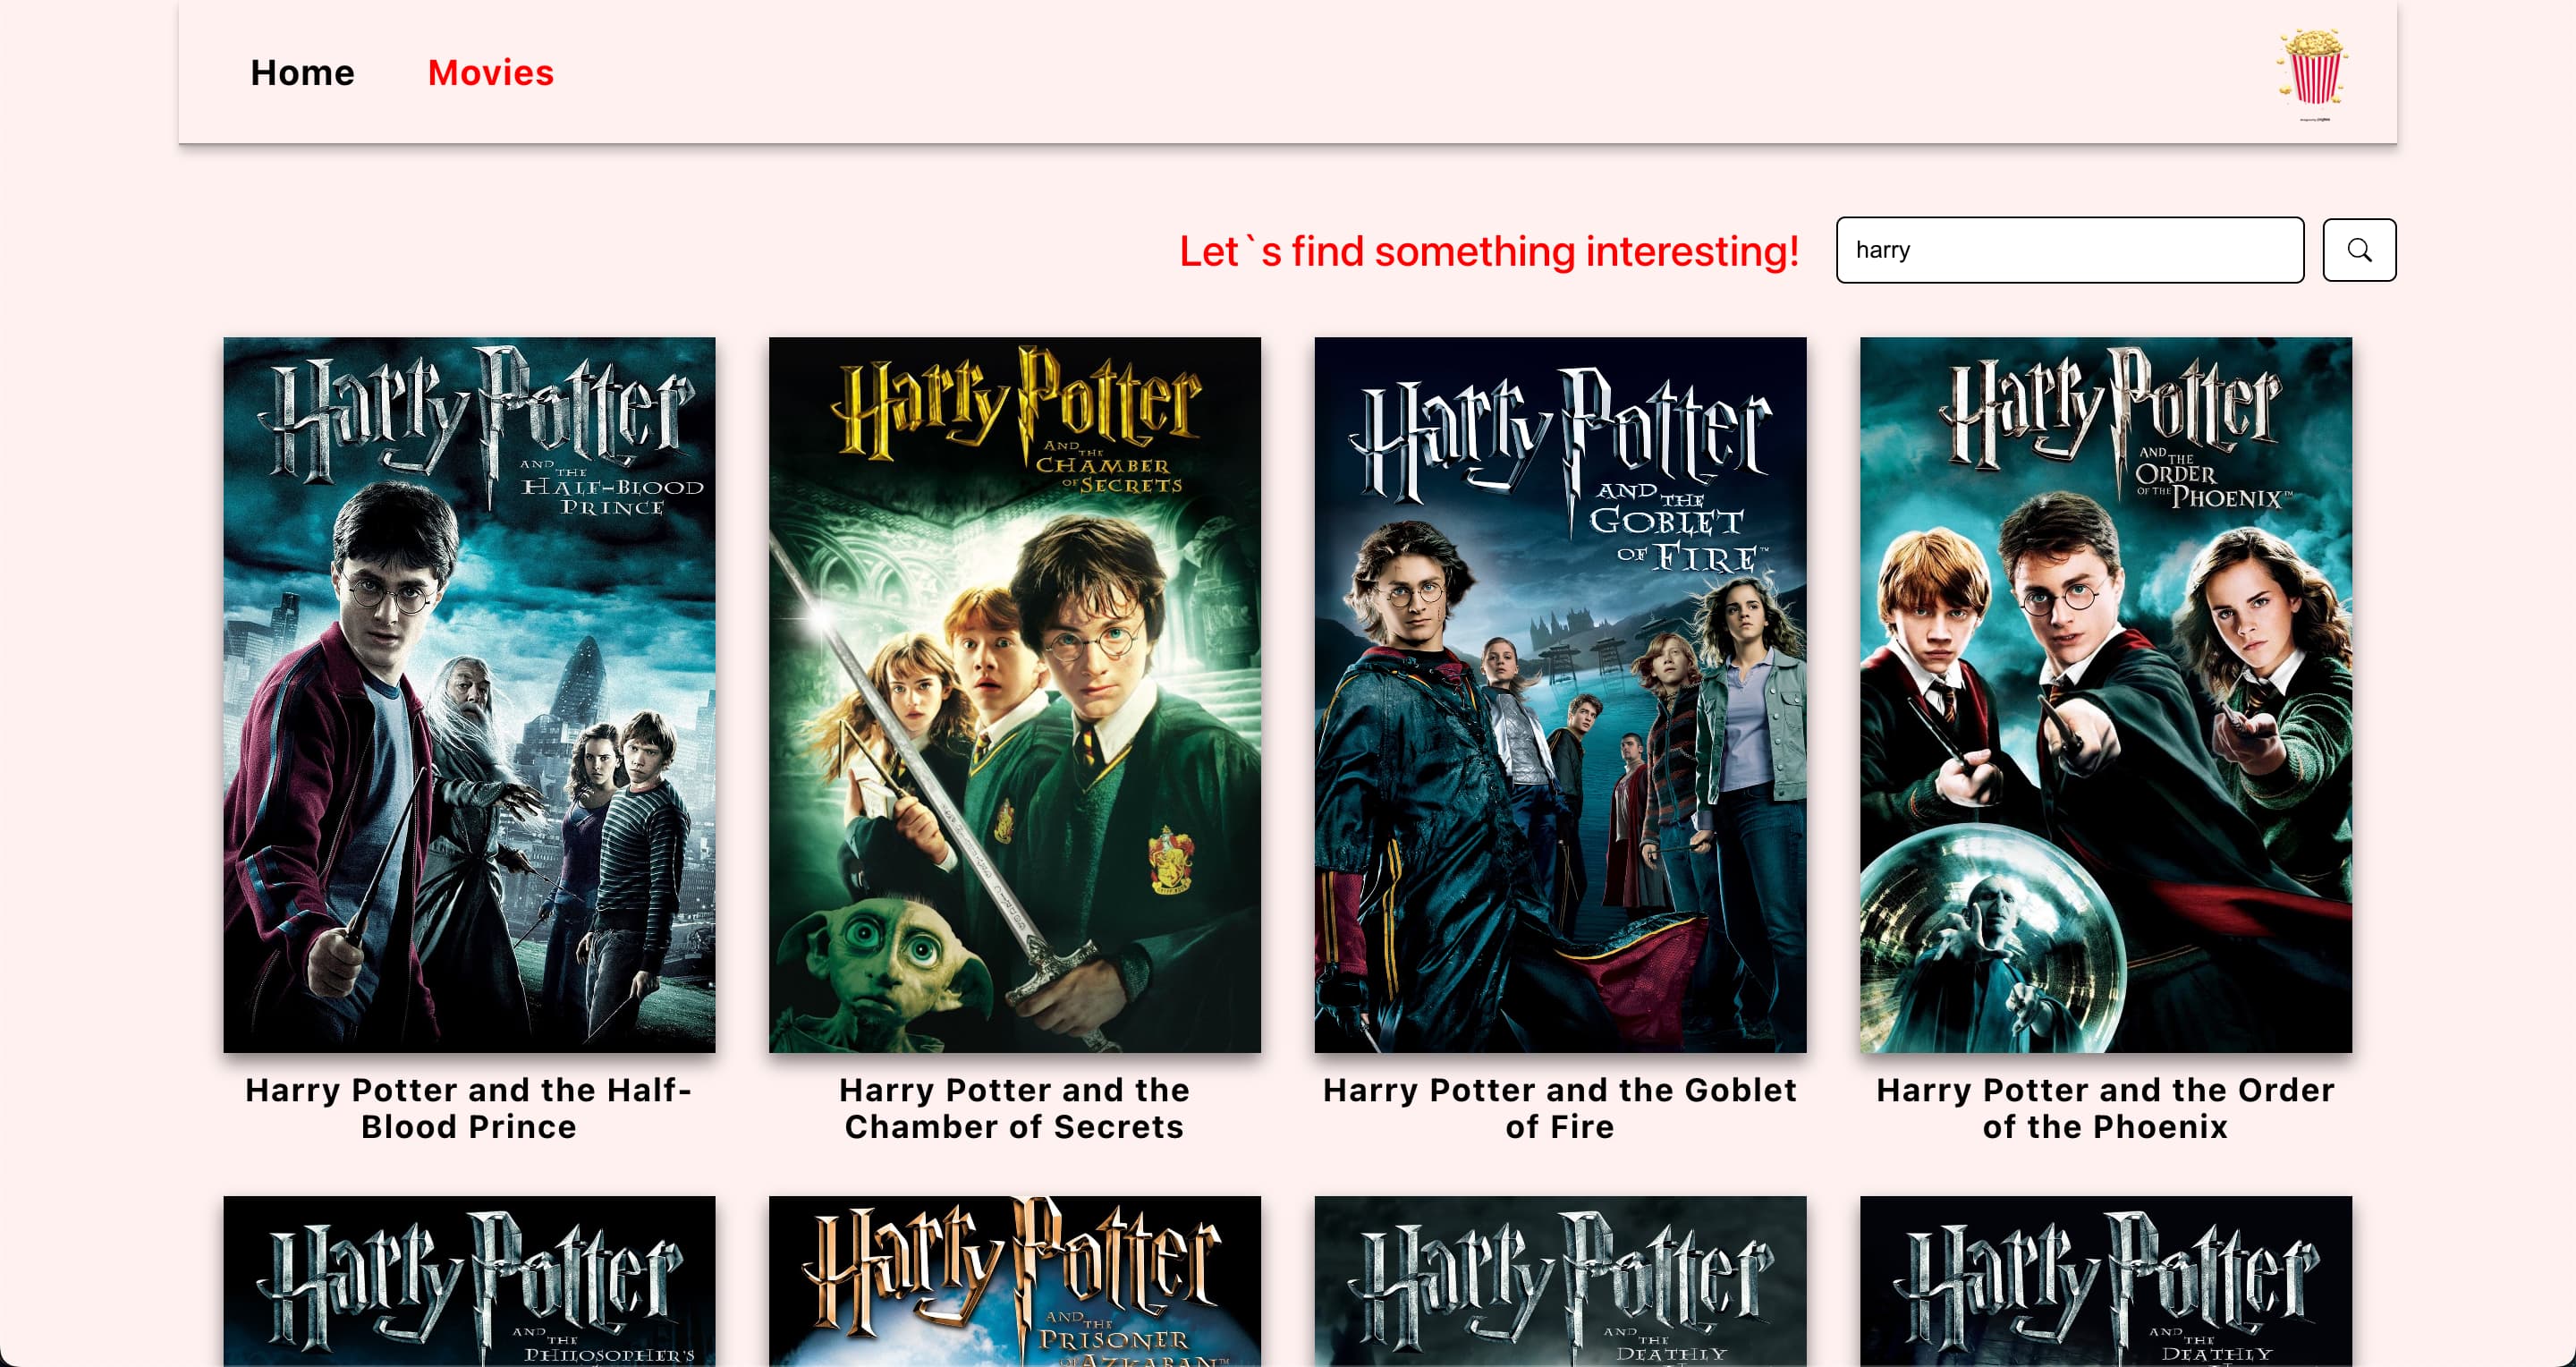 Home Movies
Let`s find something interesting! harry
Harry Potter
AND THE
HALF-BLOOD
PRINCE
Harry Potter
AND THE
CHAMBER
OF SECRETS
Harry Potter
AND THE
GOBLET
OF FIRE™
Harry Potter
AND THE
ORDER
OF THE PHOENIX™
Harry Potter and the Half-
Blood Prince
Harry Potter and the
Chamber of Secrets
Harry Potter and the Goblet
of Fire
Harry Potter and the Order
of the Phoenix
Harry Potter
AND THE
PHILOSOPHER'S
Harry Potter
AND THE
PRISONER
OF AZKABAN™
Harry Potter
AND THE
DEATHLY
Harry Potter
AND THE
DEATHLY